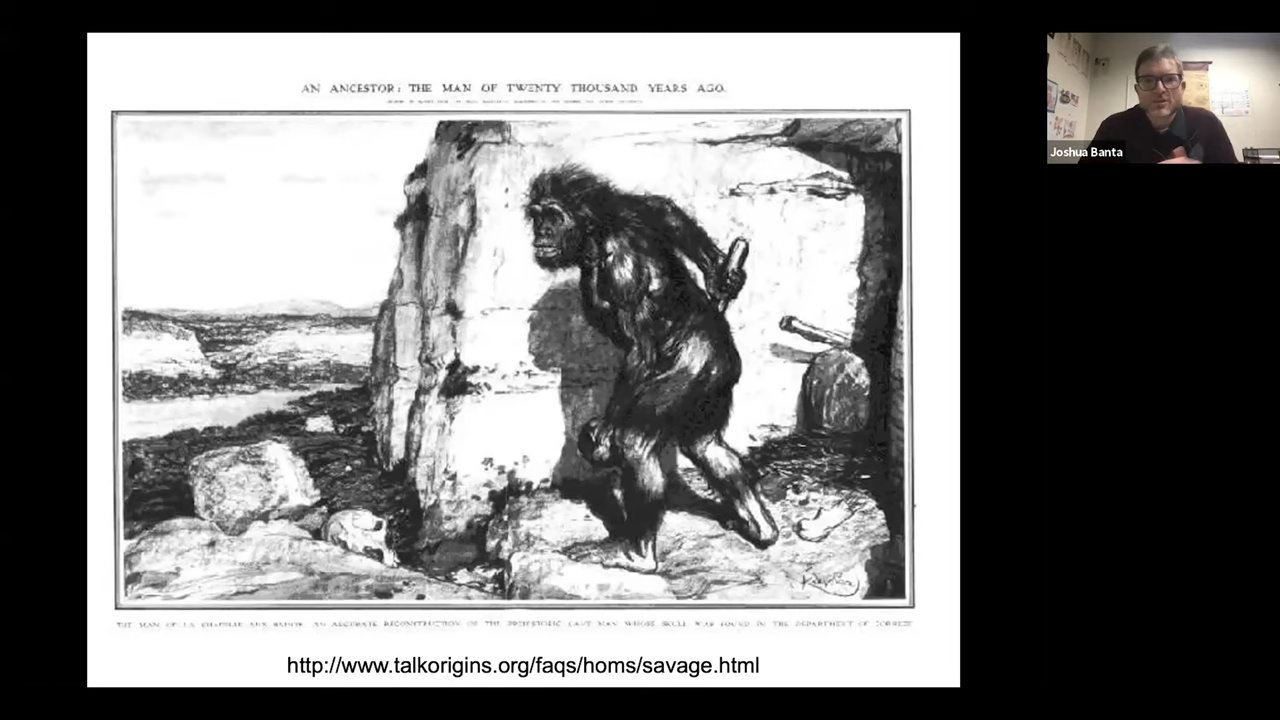 AN ANCESTOR: THE MAN OF TWENTY THOUSAND YEARS AGO.
Joshua Banta
THE MAN OF LA CHAPELLE AUX SAINTS: AN ACCURATE RECONSTRUCTION OF THE PREHISTORIC CAVE MAN WHOSE SKULL WAS FOUND IN THE DEPARTMENT OF CORREZE
http://www.talkorigins.org/faqs/homs/savage.html